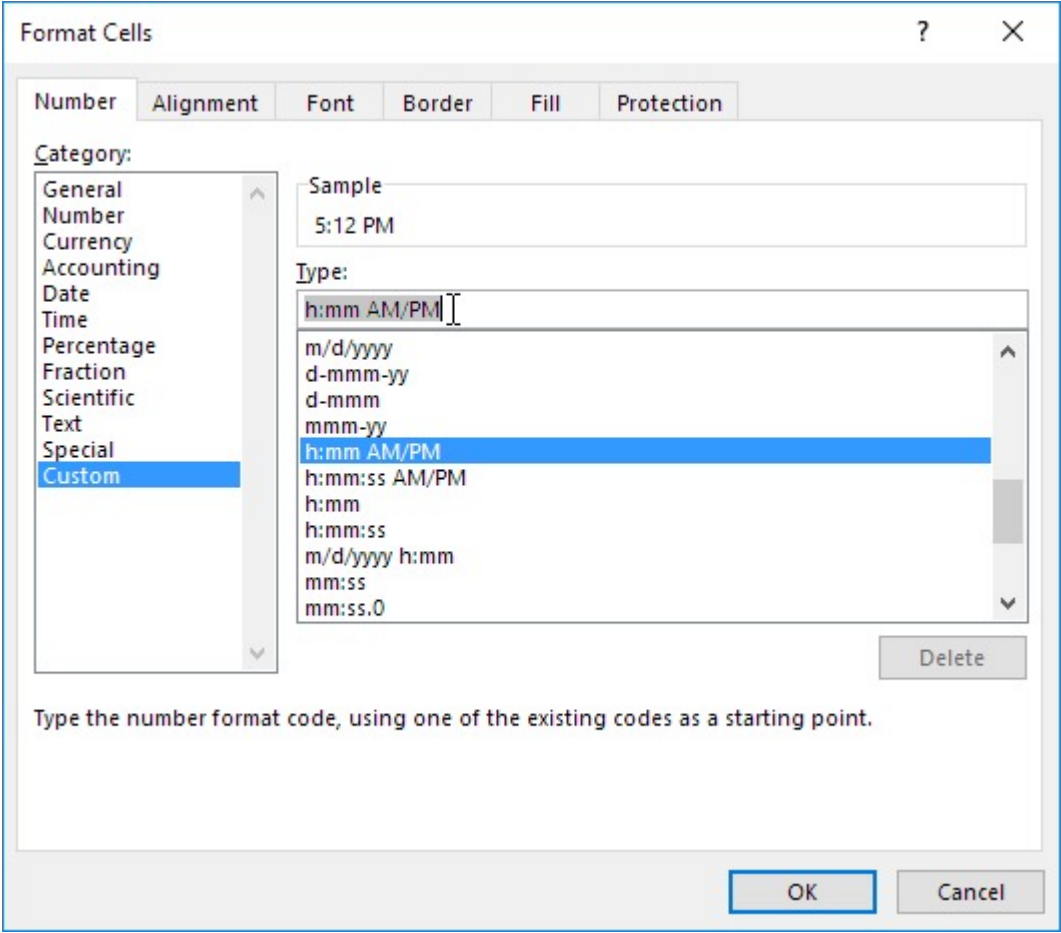 Format Cells
?
Number Alignment Font Border Fill Protection
Category:
General
Number
Currency
Accounting
Date
Time
Percentage
Fraction
Scientific
Text
Special
Custom
Sample
5:12 PM
Type:
h:mm AM/PM
m/d/yyyy
d-mmm-yy
d-mmm
mmm-yy
h:mm AM/PM
h:mm:ss AM/PM
h:mm
h:mm:ss
m/d/yyyy h:mm
mm:ss
mm:ss.0
Delete
Type the number format code, using one of the existing codes as a starting point.
OK Cancel